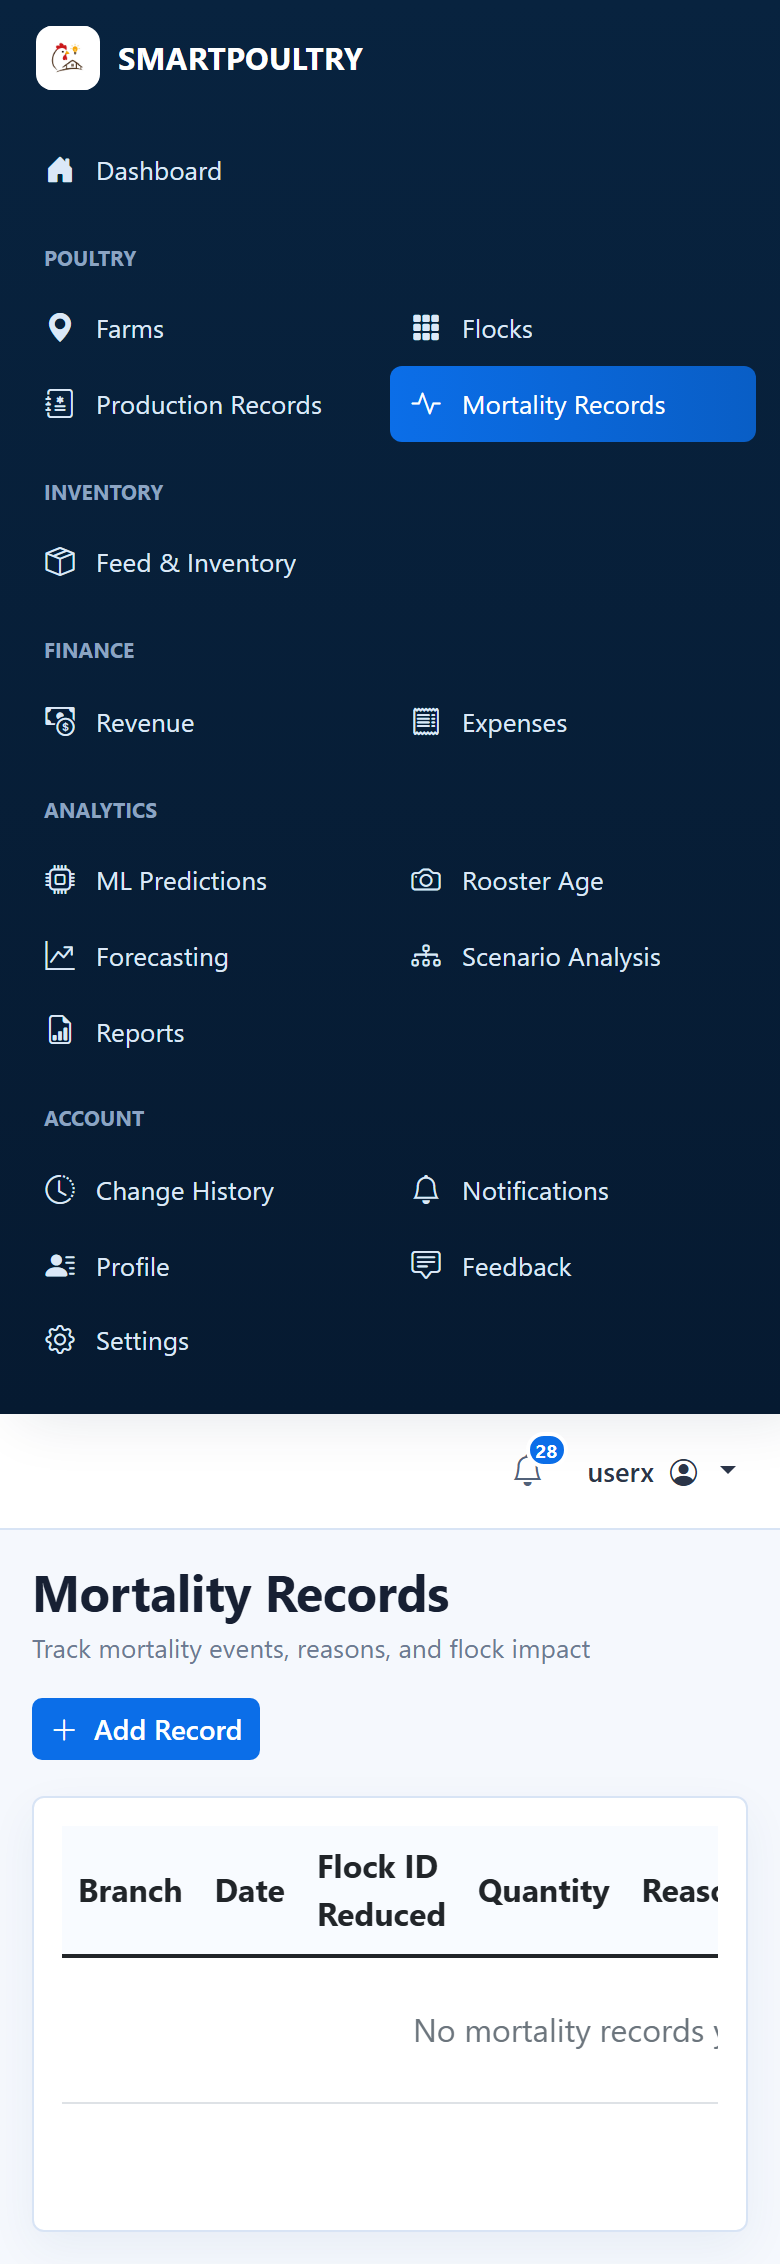 SMARTPOULTRY
Dashboard
POULTRY
Farms
Flocks
Production Records
Mortality Records
INVENTORY
Feed & Inventory
FINANCE
Revenue
Expenses
ANALYTICS
ML Predictions
Rooster Age
Forecasting
Scenario Analysis
Reports
ACCOUNT
Change History
Notifications
Profile
Feedback
Settings
28
userx
Mortality Records
Track mortality events, reasons, and flock impact
Add Record
Branch Date Flock ID Reduced Quantity
No mortality records